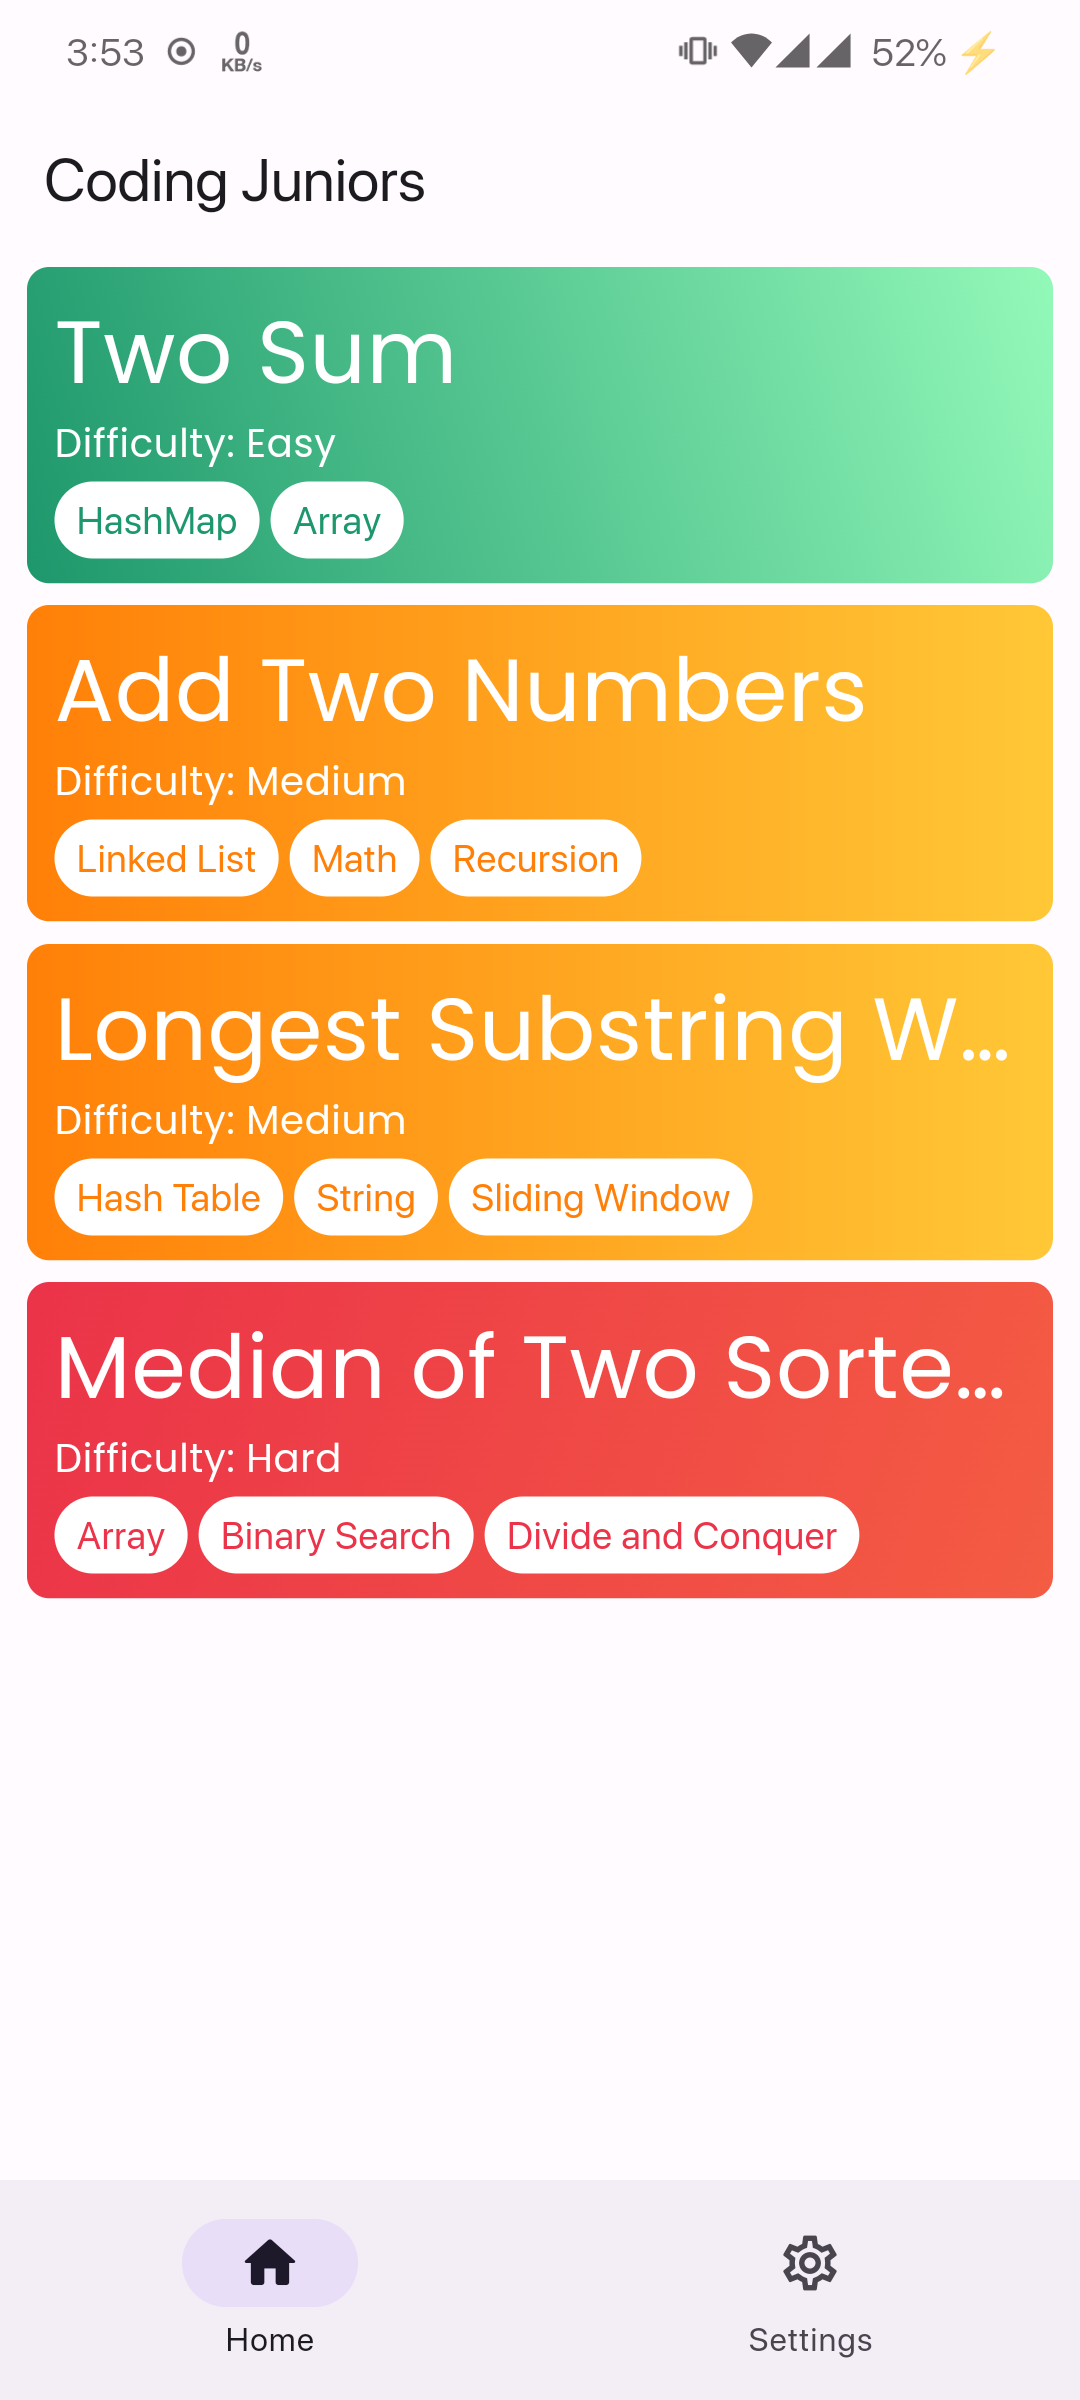 3:53
0
KB/s
52%
Coding Juniors
Two Sum
Difficulty: Easy
HashMap Array
Add Two Numbers
Difficulty: Medium
Linked List Math Recursion
Longest Substring W...
Difficulty: Medium
Hash Table String Sliding Window
Median of Two Sorte...
Difficulty: Hard
Array Binary Search Divide and Conquer
Home Settings